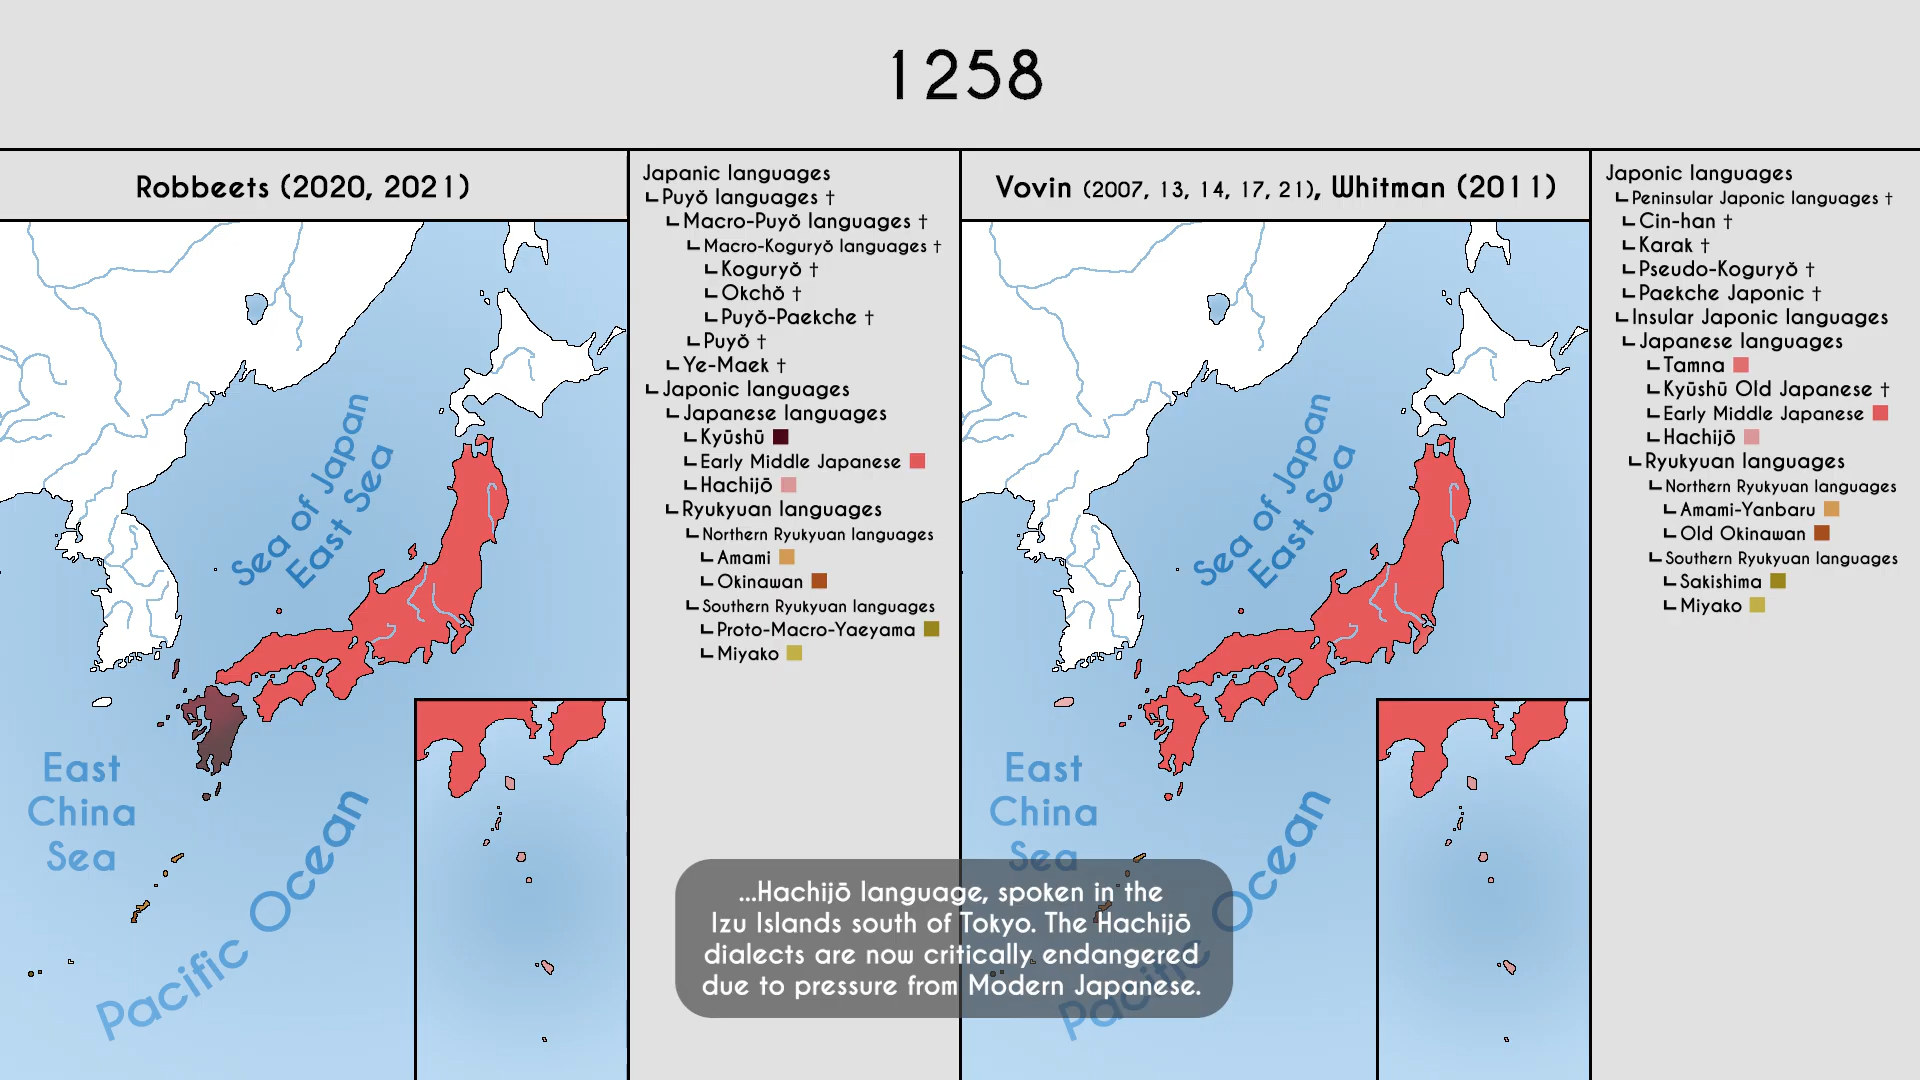 1258
Robbeets (2020, 2021)
Sea of Japan
East Sea
East
China
Sea
Pacific Ocean
Japanic languages
Puyŏ languages †
Macro-Puyŏ languages †
Macro-Koguryŏ languages †
Koguryŏ †
Okchŏ †
Puyŏ-Paekche †
Puyŏ †
Ye-Maek †
Japonic languages
Japanese languages
Kyūshū
Early Middle Japanese
Hachijō
Ryukyuan languages
Northern Ryukyuan languages
Amami
Okinawan
Southern Ryukyuan languages
Proto-Macro-Yaeyama
Miyako
Vovin (2007, 13, 14, 17, 21), Whitman (2011)
Sea of Japan
East Sea
East
China
Sea
Pacific Ocean
Japonic languages
Peninsular Japonic languages †
Cin-han †
Karak †
Pseudo-Koguryŏ †
Paekche Japonic †
Insular Japonic languages
Japanese languages
Tamna
Kyūshū Old Japanese †
Early Middle Japanese
Hachijō
Ryukyuan languages
Northern Ryukyuan languages
Amami-Yanbaru
Old Okinawan
Southern Ryukyuan languages
Sakishima
Miyako
...Hachijō language, spoken in the
Izu Islands south of Tokyo. The Hachijō
dialects are now critically endangered
due to pressure from Modern Japanese.